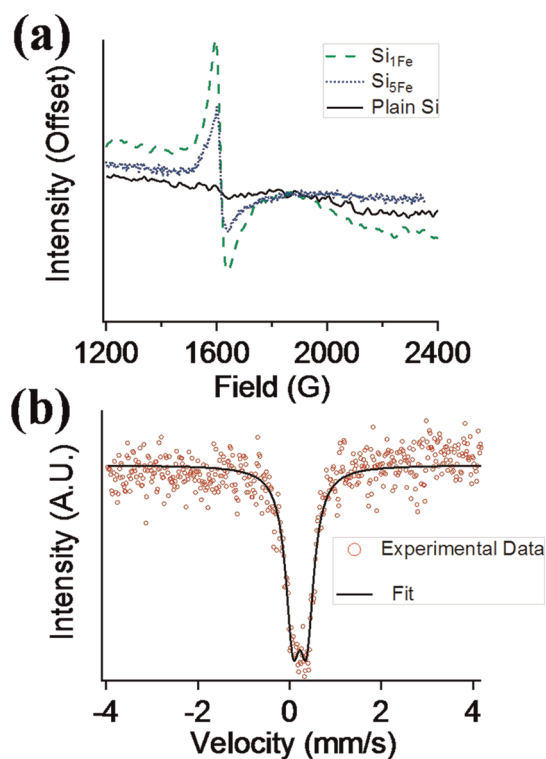 (a)
Si1Fe
Si5Fe
Plain Si
Intensity (Offset)
1200 1600 2000 2400
Field (G)
(b)
Intensity (A.U.)
Experimental Data
Fit
-4 -2 0 2 4
Velocity (mm/s)